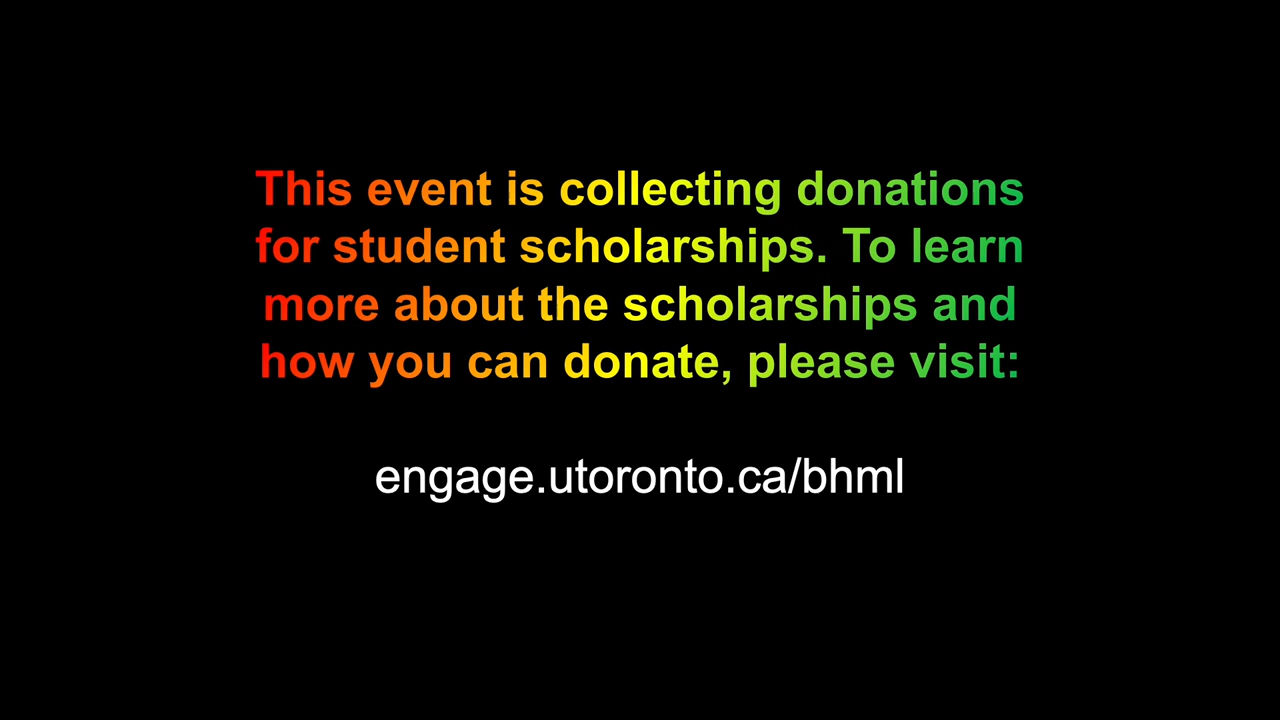 This event is collecting donations
for student scholarships. To learn
more about the scholarships and
how you can donate, please visit:
engage.utoronto.ca/bhml